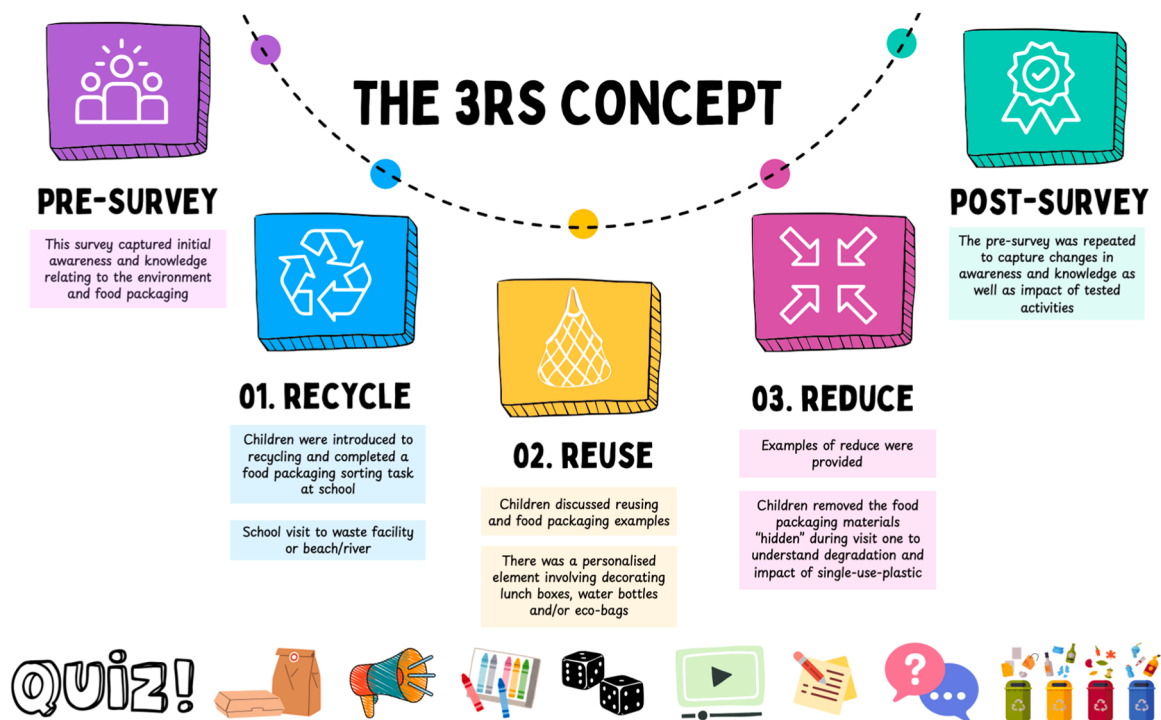 THE 3RS CONCEPT
PRE-SURVEY
This survey captured initial
awareness and knowledge
relating to the environment
and food packaging
01. RECYCLE
Children were introduced to
recycling and completed a
food packaging sorting task
at school
School visit to waste facility
or beach/river
02. REUSE
Children discussed reusing
and food packaging examples
There was a personalised
element involving decorating
lunch boxes, water bottles
and/or eco-bags
03. REDUCE
Examples of reduce were
provided
Children removed the food
packaging materials
“hidden” during visit one to
understand degradation and
impact of single-use-plastic
POST-SURVEY
The pre-survey was repeated
to capture changes in
awareness and knowledge as
well as impact of tested
activities
QUiZ!
?